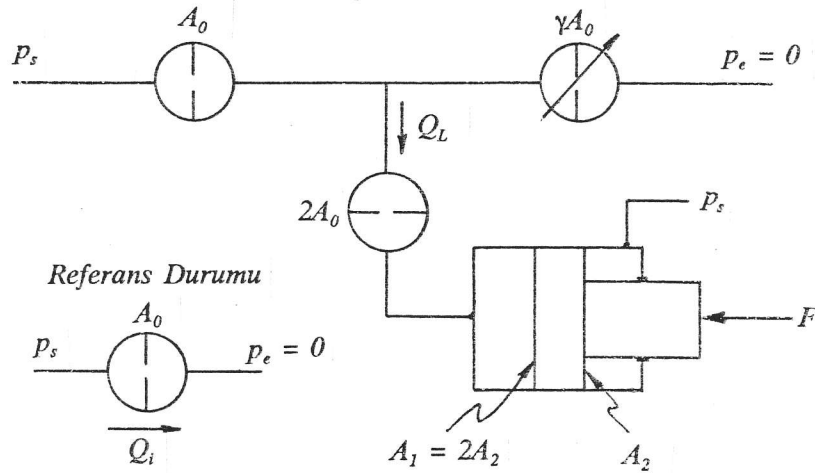 A₀
γA₀
pₛ
pₑ = 0
Q_L
2A₀
pₛ
Referans Durumu
A₀
pₛ
pₑ = 0
F
Qᵢ
A₁ = 2A₂
A₂